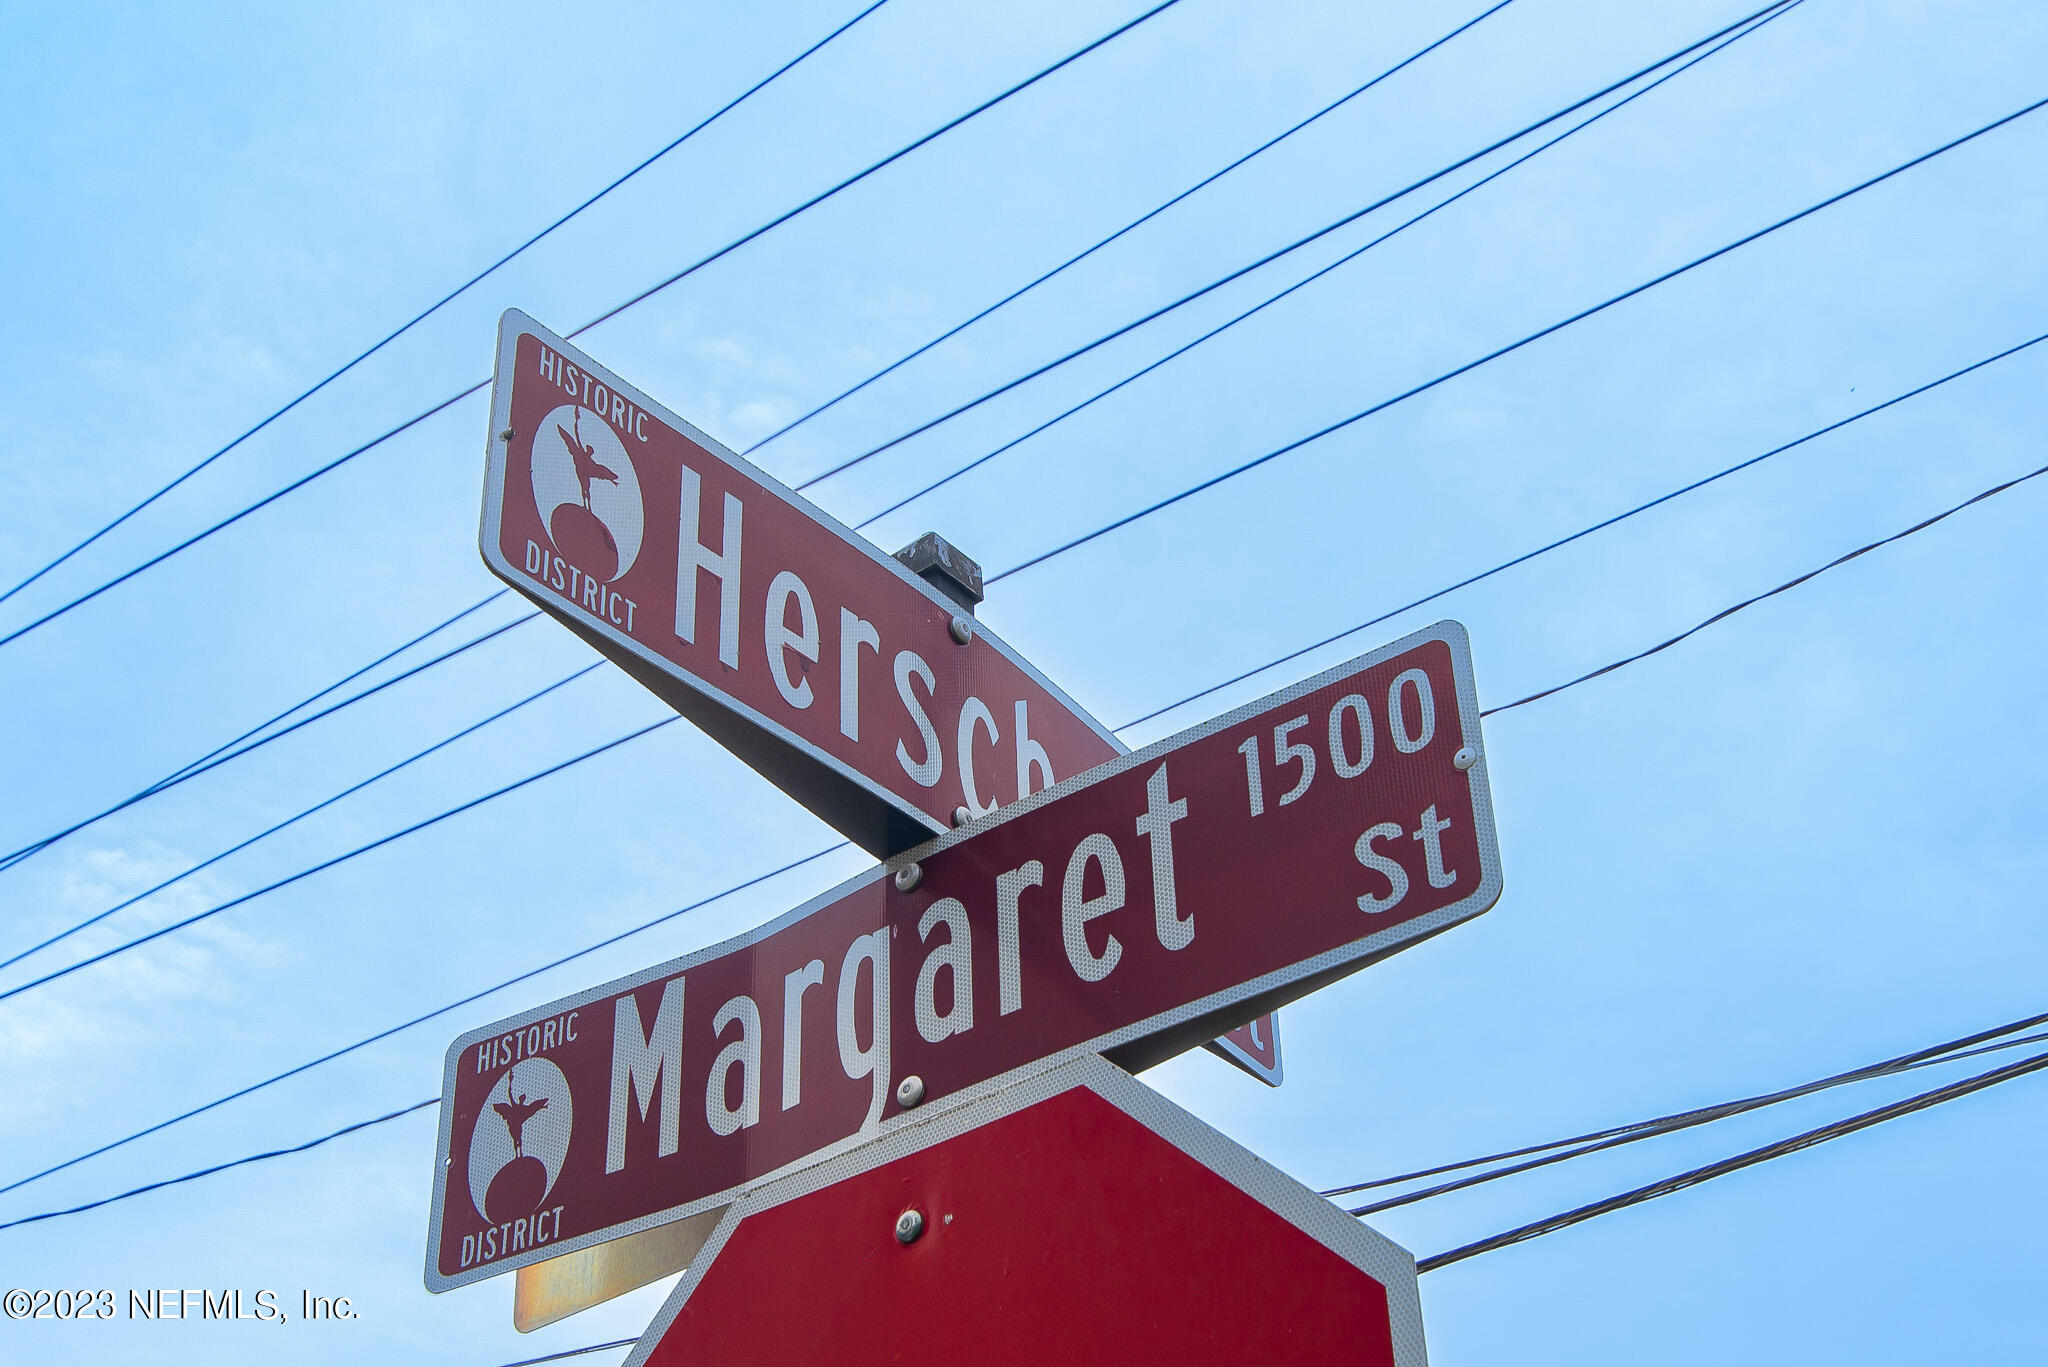 HISTORIC
Hersch
DISTRICT
1500
Margaret St
HISTORIC
DISTRICT
©2023 NEFMLS, Inc.